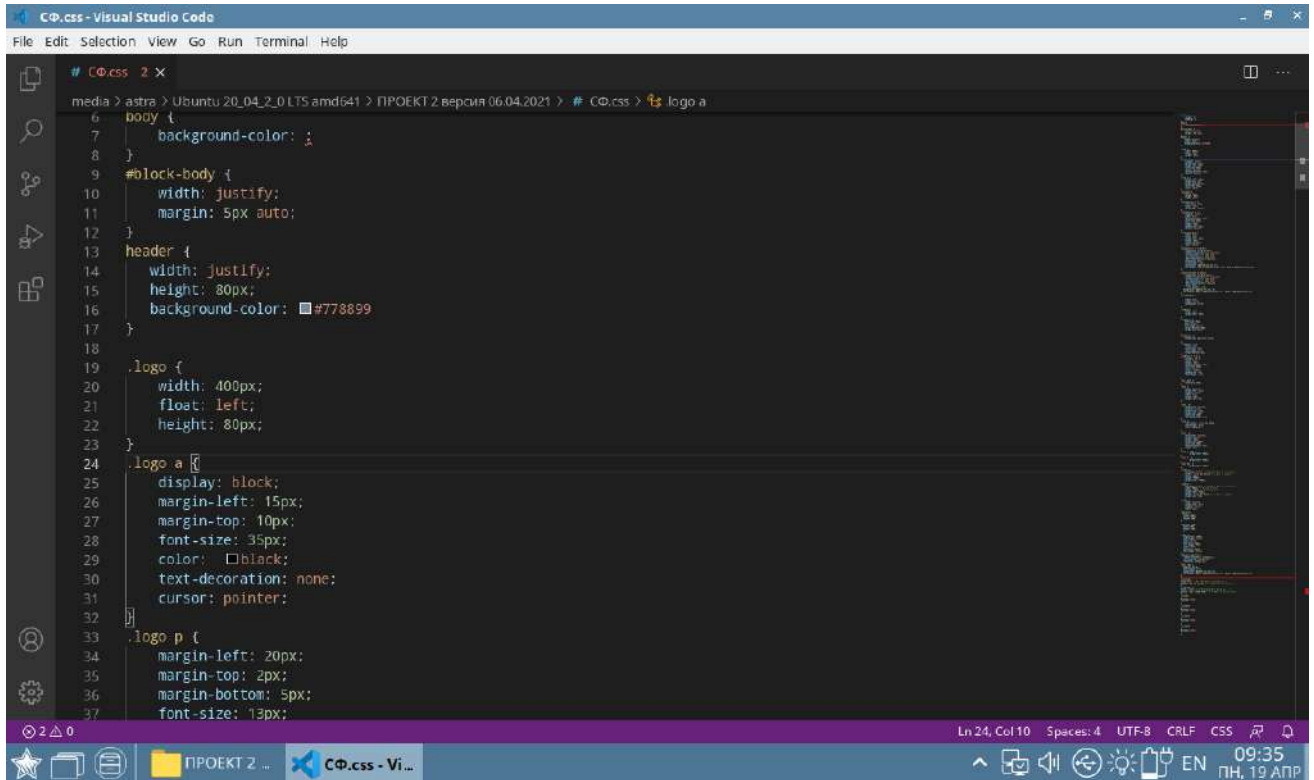 СФ.css - Visual Studio Code
File Edit Selection View Go Run Terminal Help
# СФ.css 2
media > astra > Ubuntu 20_04_2_0 LTS amd641 > ПРОЕКТ 2 версия 06.04.2021 > # СФ.css > .logo a
6 body {
7 background-color: ;
8 }
9 #block-body {
10 width: justify;
11 margin: 5px auto;
12 }
13 header {
14 width: justify;
15 height: 80px;
16 background-color: #778899
17 }
18
19 .logo {
20 width: 400px;
21 float: left;
22 height: 80px;
23 }
24 .logo a {
25 display: block;
26 margin-left: 15px;
27 margin-top: 10px;
28 font-size: 35px;
29 color: black;
30 text-decoration: none;
31 cursor: pointer;
32 }
33 .logo p {
34 margin-left: 20px;
35 margin-top: 2px;
36 margin-bottom: 5px;
37 font-size: 13px;
2 0 Ln 24, Col 10 Spaces: 4 UTF-8 CRLF CSS
ПРОЕКТ 2 ... СФ.css - Vi... EN 09:35
ПН, 19 АПР